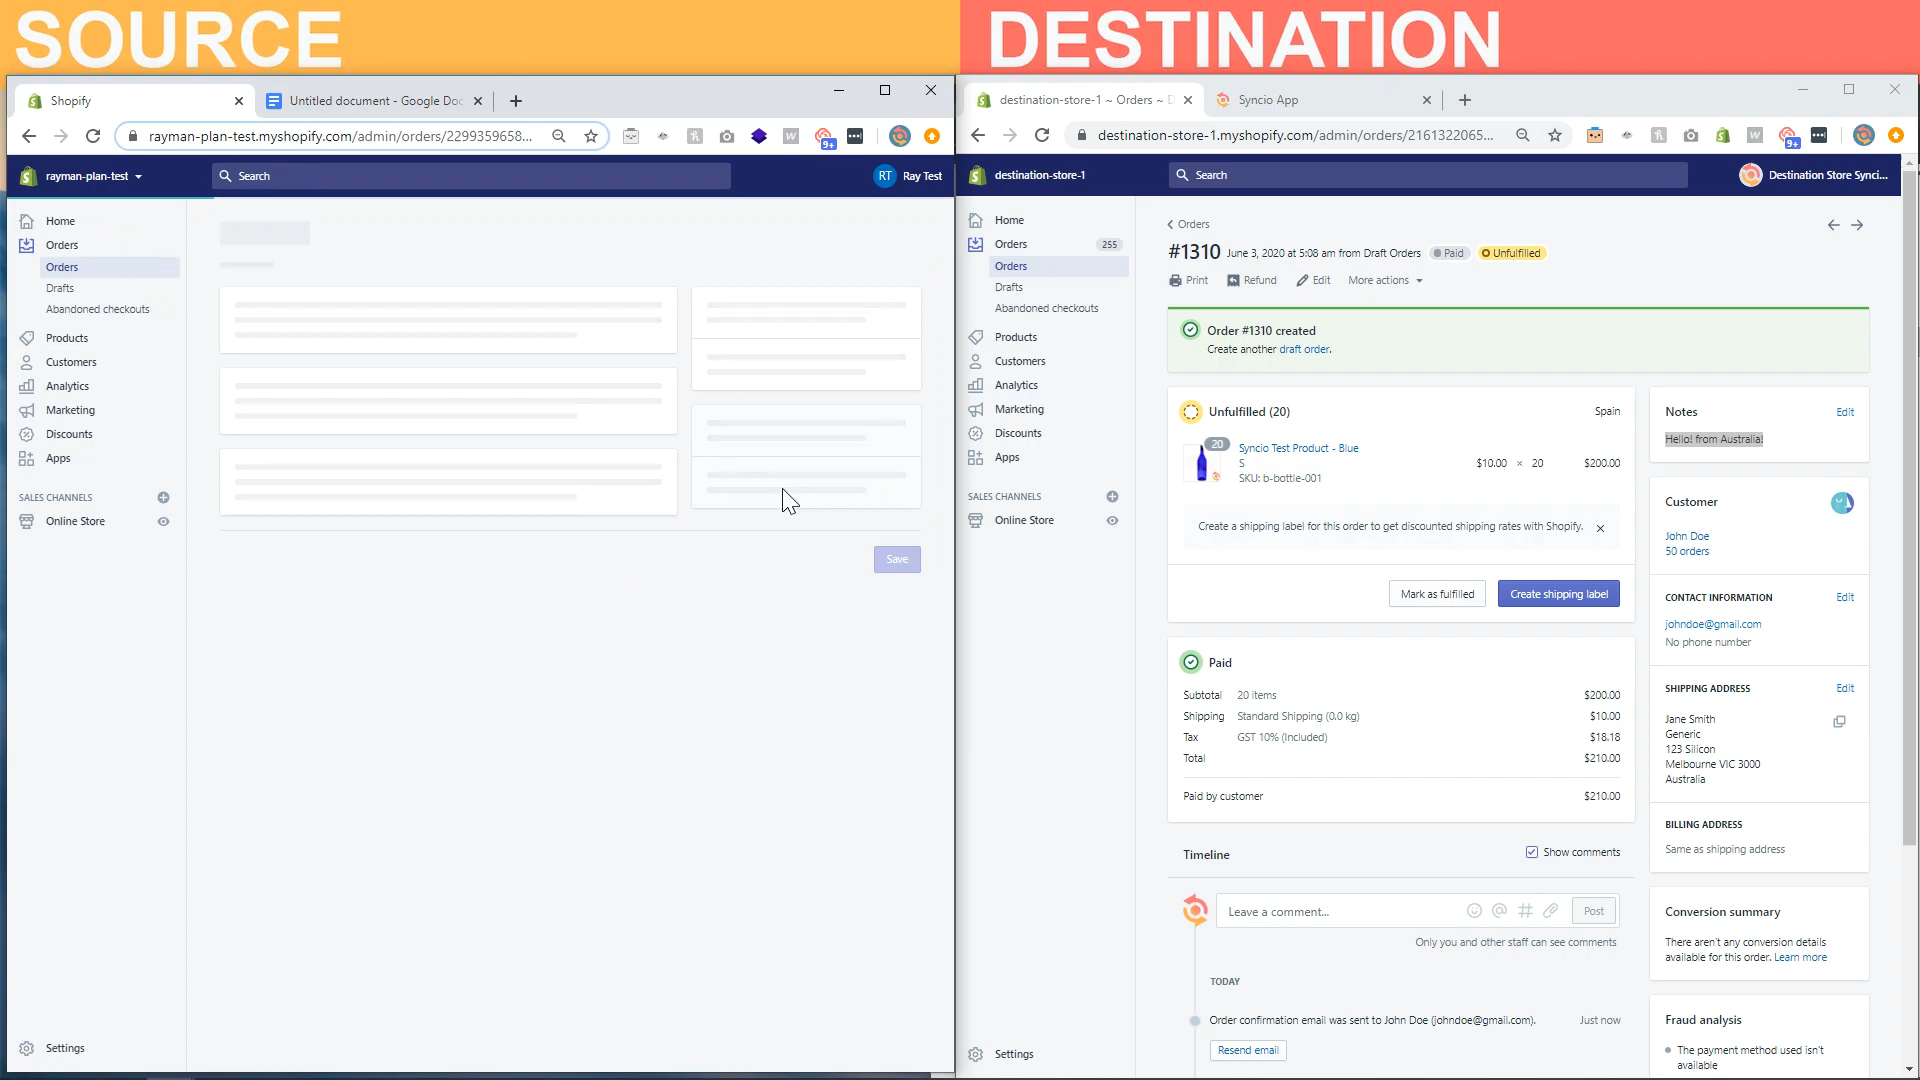 SOURCE
DESTINATION
Shopify
Untitled document - Google Doc
rayman-plan-test.myshopify.com/admin/orders/2299359658...
9+
rayman-plan-test
Search
RT Ray Test
Home
Orders
Orders
Drafts
Abandoned checkouts
Products
Customers
Analytics
Marketing
Discounts
Apps
SALES CHANNELS
Online Store
Settings
Save
destination-store-1 ~ Orders ~ D
Syncio App
destination-store-1.myshopify.com/admin/orders/2161322065...
9+
destination-store-1
Search
Destination Store Synci...
Home
Orders 255
Orders
Drafts
Abandoned checkouts
Products
Customers
Analytics
Marketing
Discounts
Apps
SALES CHANNELS
Online Store
Settings
Orders
#1310 June 3, 2020 at 5:08 am from Draft Orders Paid Unfulfilled
Print Refund Edit More actions
Order #1310 created
Create another draft order.
Unfulfilled (20) Spain
20
Syncio Test Product - Blue
S
SKU: b-bottle-001
$10.00 × 20 $200.00
Create a shipping label for this order to get discounted shipping rates with Shopify.
Mark as fulfilled Create shipping label
Paid
Subtotal 20 items $200.00
Shipping Standard Shipping (0.0 kg) $10.00
Tax GST 10% (Included) $18.18
Total $210.00
Paid by customer $210.00
Timeline Show comments
Leave a comment... Post
Only you and other staff can see comments
TODAY
Order confirmation email was sent to John Doe (johndoe@gmail.com). Just now
Resend email
Notes Edit
Hello! from Australia!
Customer
John Doe
50 orders
CONTACT INFORMATION Edit
johndoe@gmail.com
No phone number
SHIPPING ADDRESS Edit
Jane Smith
Generic
123 Silicon
Melbourne VIC 3000
Australia
BILLING ADDRESS
Same as shipping address
Conversion summary
There aren't any conversion details
available for this order. Learn more
Fraud analysis
The payment method used isn't
available